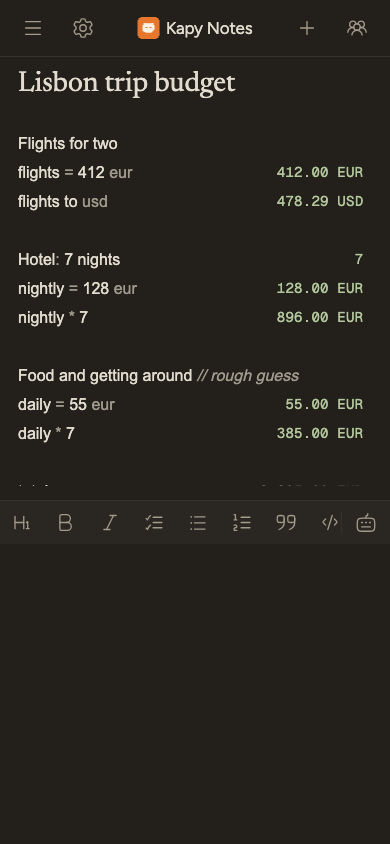 Kapy Notes
Lisbon trip budget
Flights for two
flights = 412 eur 412.00 EUR
flights to usd 478.29 USD
Hotel: 7 nights 7
nightly = 128 eur 128.00 EUR
nightly * 7 896.00 EUR
Food and getting around // rough guess
daily = 55 eur 55.00 EUR
daily * 7 385.00 EUR
H1 B I 99 </>